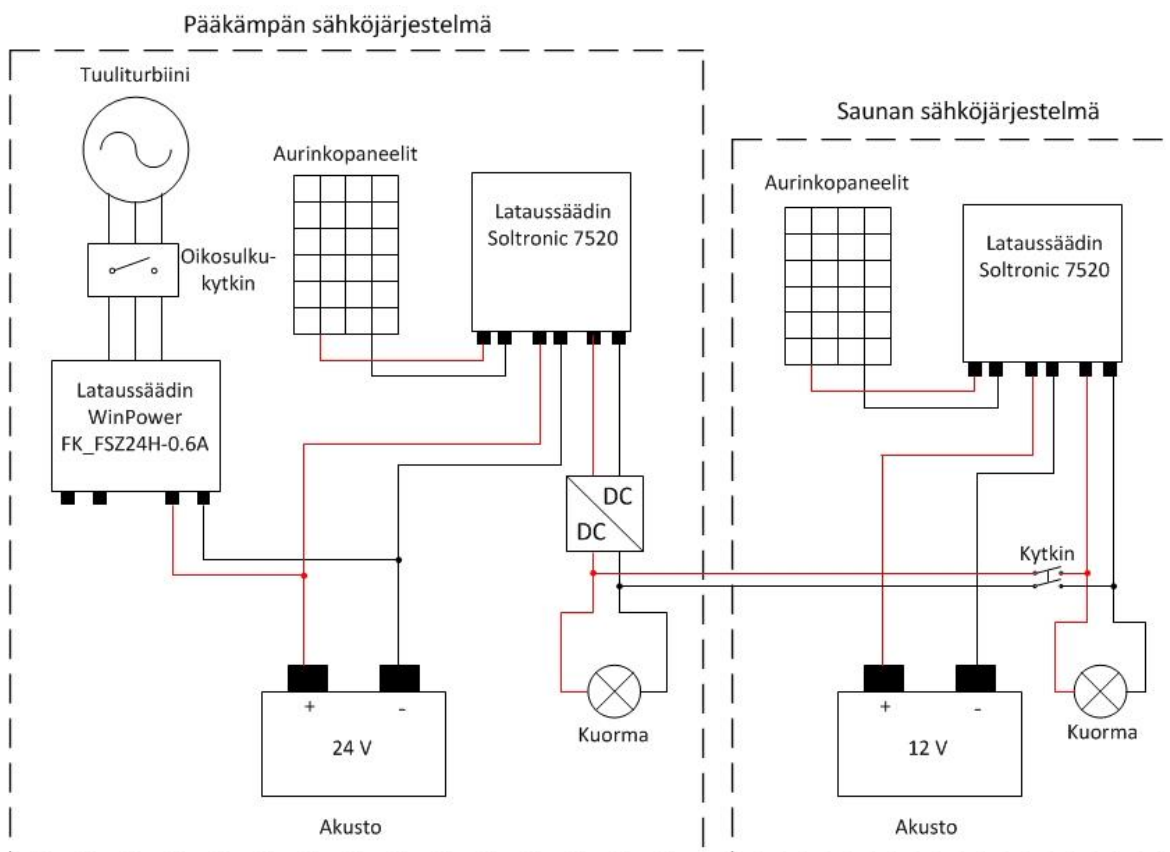 Pääkämpän sähköjärjestelmä
Tuuliturbiini
Aurinkopaneelit
Lataussäädin
Soltronic 7520
Oikosulku-
kytkin
Lataussäädin
WinPower
FK_FSZ24H-0.6A
DC
DC
+
-
24 V
Akusto
Kuorma
Saunan sähköjärjestelmä
Aurinkopaneelit
Lataussäädin
Soltronic 7520
Kytkin
+
-
12 V
Akusto
Kuorma